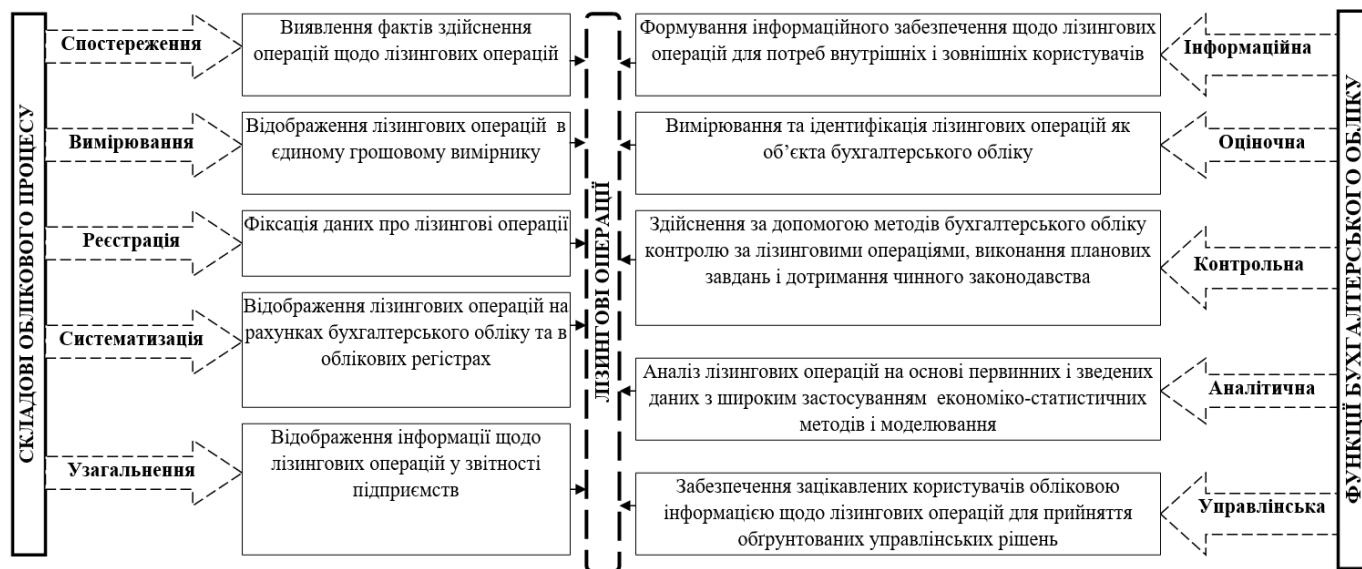 СКЛАДОВІ ОБЛІКОВОГО ПРОЦЕСУ
Спостереження
Виявлення фактів здійснення
операцій щодо лізингових операцій
Вимірювання
Відображення лізингових операцій в
єдиному грошовому вимірнику
Реєстрація
Фіксація даних про лізингові операції
Систематизація
Відображення лізингових операцій на
рахунках бухгалтерського обліку та в
облікових регістрах
Узагальнення
Відображення інформації щодо
лізингових операцій у звітності
підприємств
ЛІЗИНГОВІ ОПЕРАЦІЇ
Формування інформаційного забезпечення щодо лізингових
операцій для потреб внутрішніх і зовнішніх користувачів
Інформаційна
Вимірювання та ідентифікація лізингових операцій як
об’єкта бухгалтерського обліку
Оціночна
Здійснення за допомогою методів бухгалтерського обліку
контролю за лізинговими операціями, виконання планових
завдань і дотримання чинного законодавства
Контрольна
Аналіз лізингових операцій на основі первинних і зведених
даних з широким застосуванням економіко-статистичних
методів і моделювання
Аналітична
Забезпечення зацікавлених користувачів обліковою
інформацією щодо лізингових операцій для прийняття
обґрунтованих управлінських рішень
Управлінська
ФУНКЦІЇ БУХГАЛТЕРСЬКОГО ОБЛІКУ